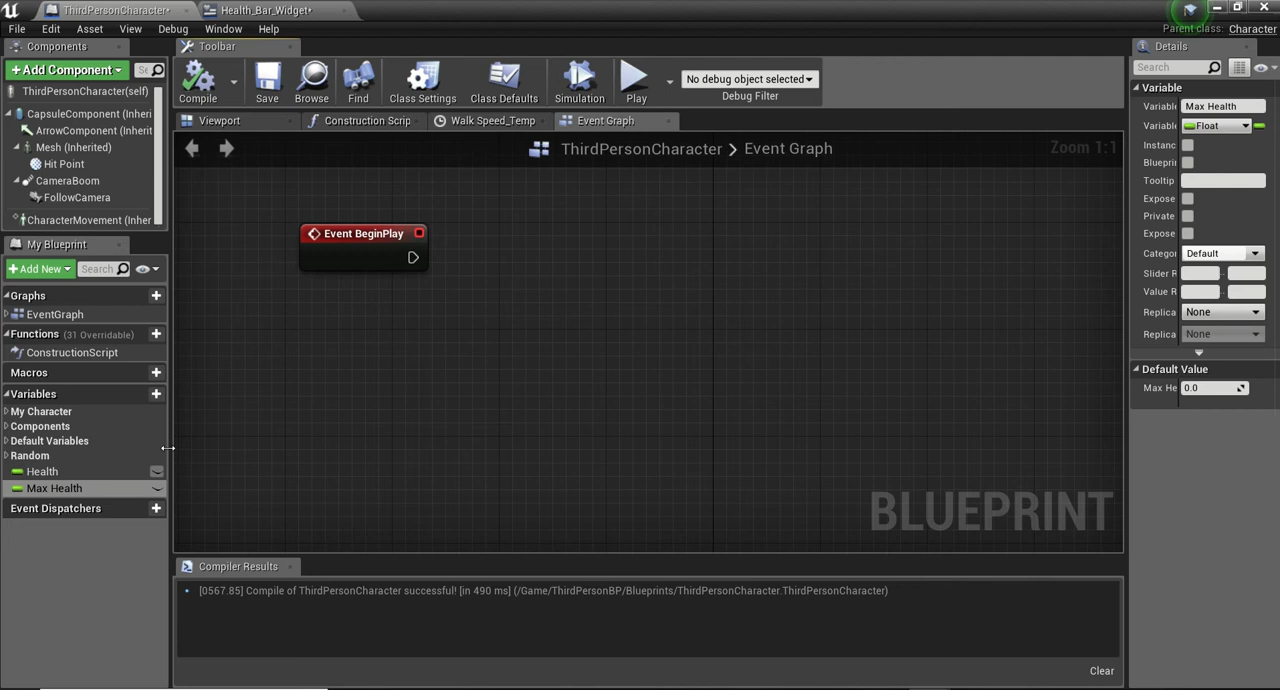 ThirdPersonCharacter*
Health_Bar_Widget*
File Edit Asset View Debug Window Help
Parent class: Character
Components
+Add Component
Se
ThirdPersonCharacter(self)
CapsuleComponent (Inheri
ArrowComponent (Inherit
Mesh (Inherited)
Hit Point
CameraBoom
FollowCamera
CharacterMovement (Inher
My Blueprint
+Add New
Search
Graphs
EventGraph
Functions (31 Overridable)
ConstructionScript
Macros
Variables
My Character
Components
Default Variables
Random
Health
Max Health
Event Dispatchers
Toolbar
Compile
Save
Browse
Find
Class Settings
Class Defaults
Simulation
Play
No debug object selected
Debug Filter
Viewport
Construction Scrip
Walk Speed_Temp
Event Graph
ThirdPersonCharacter > Event Graph
Zoom 1:1
Event BeginPlay
BLUEPRINT
Compiler Results
[0567.85] Compile of ThirdPersonCharacter successful! [in 490 ms] (/Game/ThirdPersonBP/Blueprints/ThirdPersonCharacter.ThirdPersonCharacter)
Clear
Details
Search
Variable
Variabl Max Health
Variabl Float
Instanc
Blueprir
Tooltip
Expose
Private
Expose
Categor Default
Slider R
Value R
Replica None
Replica None
Default Value
Max He 0.0